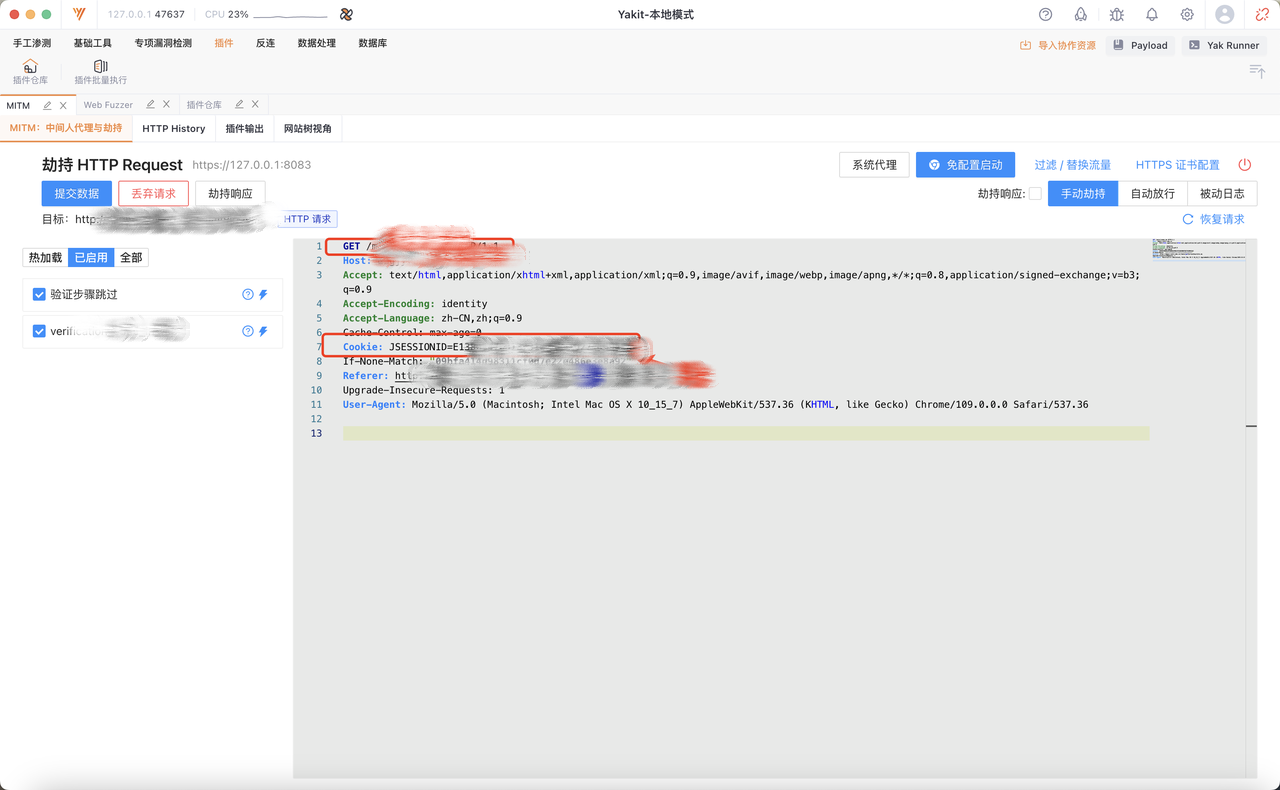 127.0.0.1 47637 CPU 23% Yakit-本地模式
手工渗测 基础工具 专项漏洞检测 插件 反连 数据处理 数据库 导入协作资源 Payload Yak Runner
插件仓库 插件批量执行
MITM Web Fuzzer 插件仓库
MITM：中间人代理与劫持 HTTP History 插件输出 网站树视角
劫持 HTTP Request https://127.0.0.1:8083 系统代理 免配置启动 过滤 / 替换流量 HTTPS 证书配置
提交数据 丢弃请求 劫持响应 劫持响应: 手动劫持 自动放行 被动日志
目标：http: HTTP 请求 恢复请求
热加载 已启用 全部
验证步骤跳过
1 GET /
2 Host:
3 Accept: text/html,application/xhtml+xml,application/xml;q=0.9,image/avif,image/webp,image/apng,*/*;q=0.8,application/signed-exchange;v=b3;
q=0.9
4 Accept-Encoding: identity
5 Accept-Language: zh-CN,zh;q=0.9
6 Cache-Control: max-age=0
7 Cookie: JSESSIONID=E13
8 If-None-Match:
9 Referer: http
10 Upgrade-Insecure-Requests: 1
11 User-Agent: Mozilla/5.0 (Macintosh; Intel Mac OS X 10_15_7) AppleWebKit/537.36 (KHTML, like Gecko) Chrome/109.0.0.0 Safari/537.36
12
13